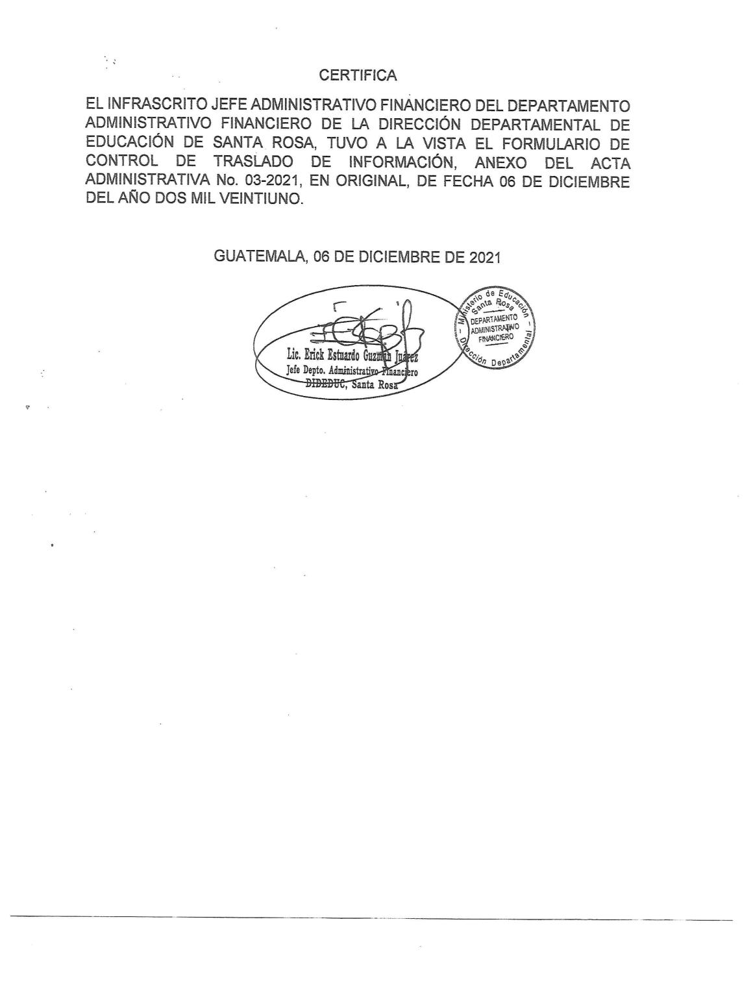 CERTIFICA
EL INFRASCRITO JEFE ADMINISTRATIVO FINANCIERO DEL DEPARTAMENTO
ADMINISTRATIVO FINANCIERO DE LA DIRECCIÓN DEPARTAMENTAL DE
EDUCACIÓN DE SANTA ROSA, TUVO A LA VISTA EL FORMULARIO DE
CONTROL DE TRASLADO DE INFORMACIÓN, ANEXO DEL ACTA
ADMINISTRATIVA No. 03-2021, EN ORIGINAL, DE FECHA 06 DE DICIEMBRE
DEL AÑO DOS MIL VEINTIUNO.
GUATEMALA, 06 DE DICIEMBRE DE 2021
Lic. Erick Estuardo Guzmán Juárez
Jefe Depto. Administrativo Financiero
DIDEDUC, Santa Rosa
Ministerio de Educación
Santa Rosa
DEPARTAMENTO
ADMINISTRATIVO
FINANCIERO
Dirección Departamental